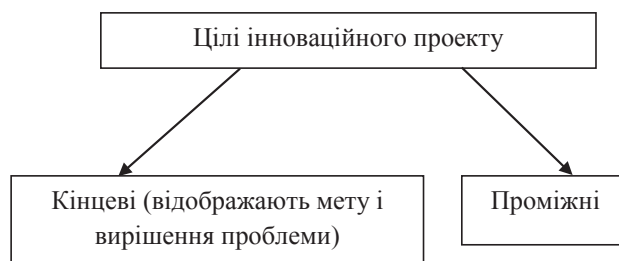 Цілі інноваційного проекту
Кінцеві (відображають мету і
вирішення проблеми)
Проміжні